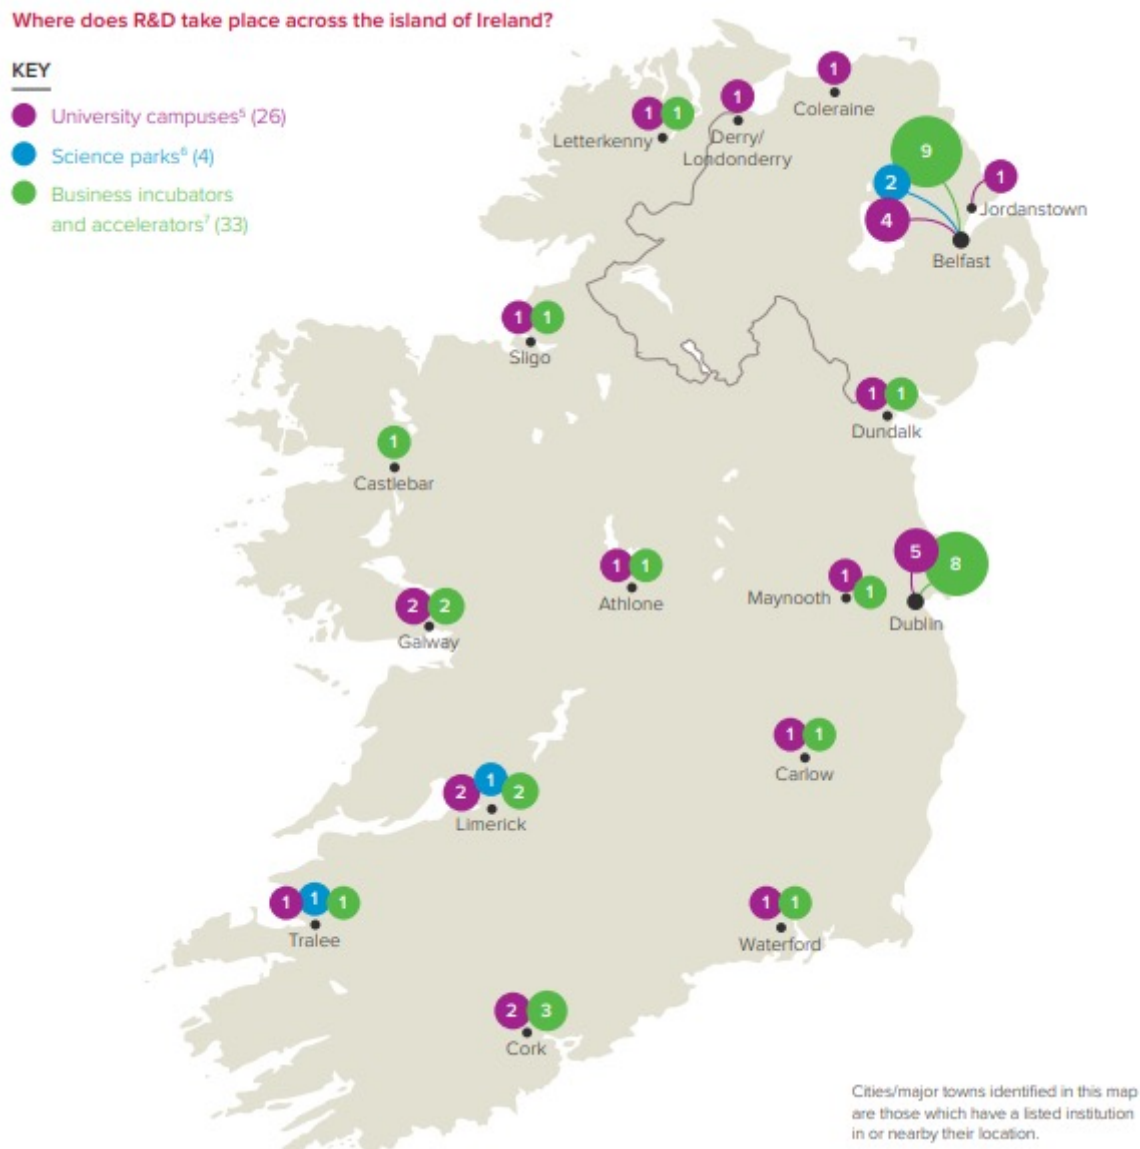 Where does R&D take place across the island of Ireland?
KEY
University campuses⁵ (26)
Science parks⁶ (4)
Business incubators
and accelerators⁷ (33)
1
Coleraine
1
Derry/
Londonderry
1 1
Letterkenny
9
2
4
Belfast
1
Jordanstown
1 1
Sligo
1 1
Dundalk
1
Castlebar
1 1
Athlone
1
1
Maynooth
5
8
Dublin
2 2
Galway
1 1
Carlow
2 1 2
Limerick
1 1 1
Tralee
1 1
Waterford
2 3
Cork
Cities/major towns identified in this map
are those which have a listed institution
in or nearby their location.